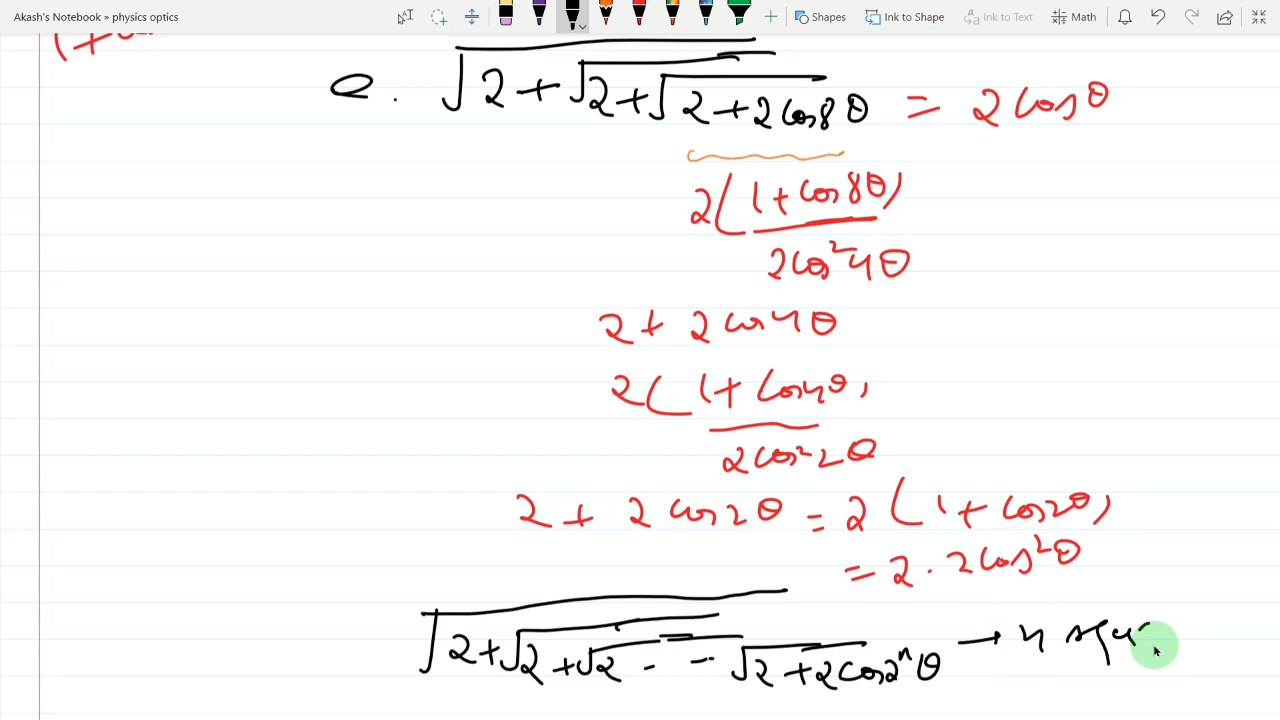 Akash's Notebook » physics optics
Shapes Ink to Shape Ink to Text Math
e. √2+√2+√2+2cos8θ = 2cosθ
2(1+cos8θ)
2cos²4θ
2+2cos4θ
2(1+cos4θ)
2cos²2θ
2+2cos2θ = 2(1+cos2θ)
= 2·2cos²θ
√2+√2+√2 - - √2+2cos2ⁿθ →